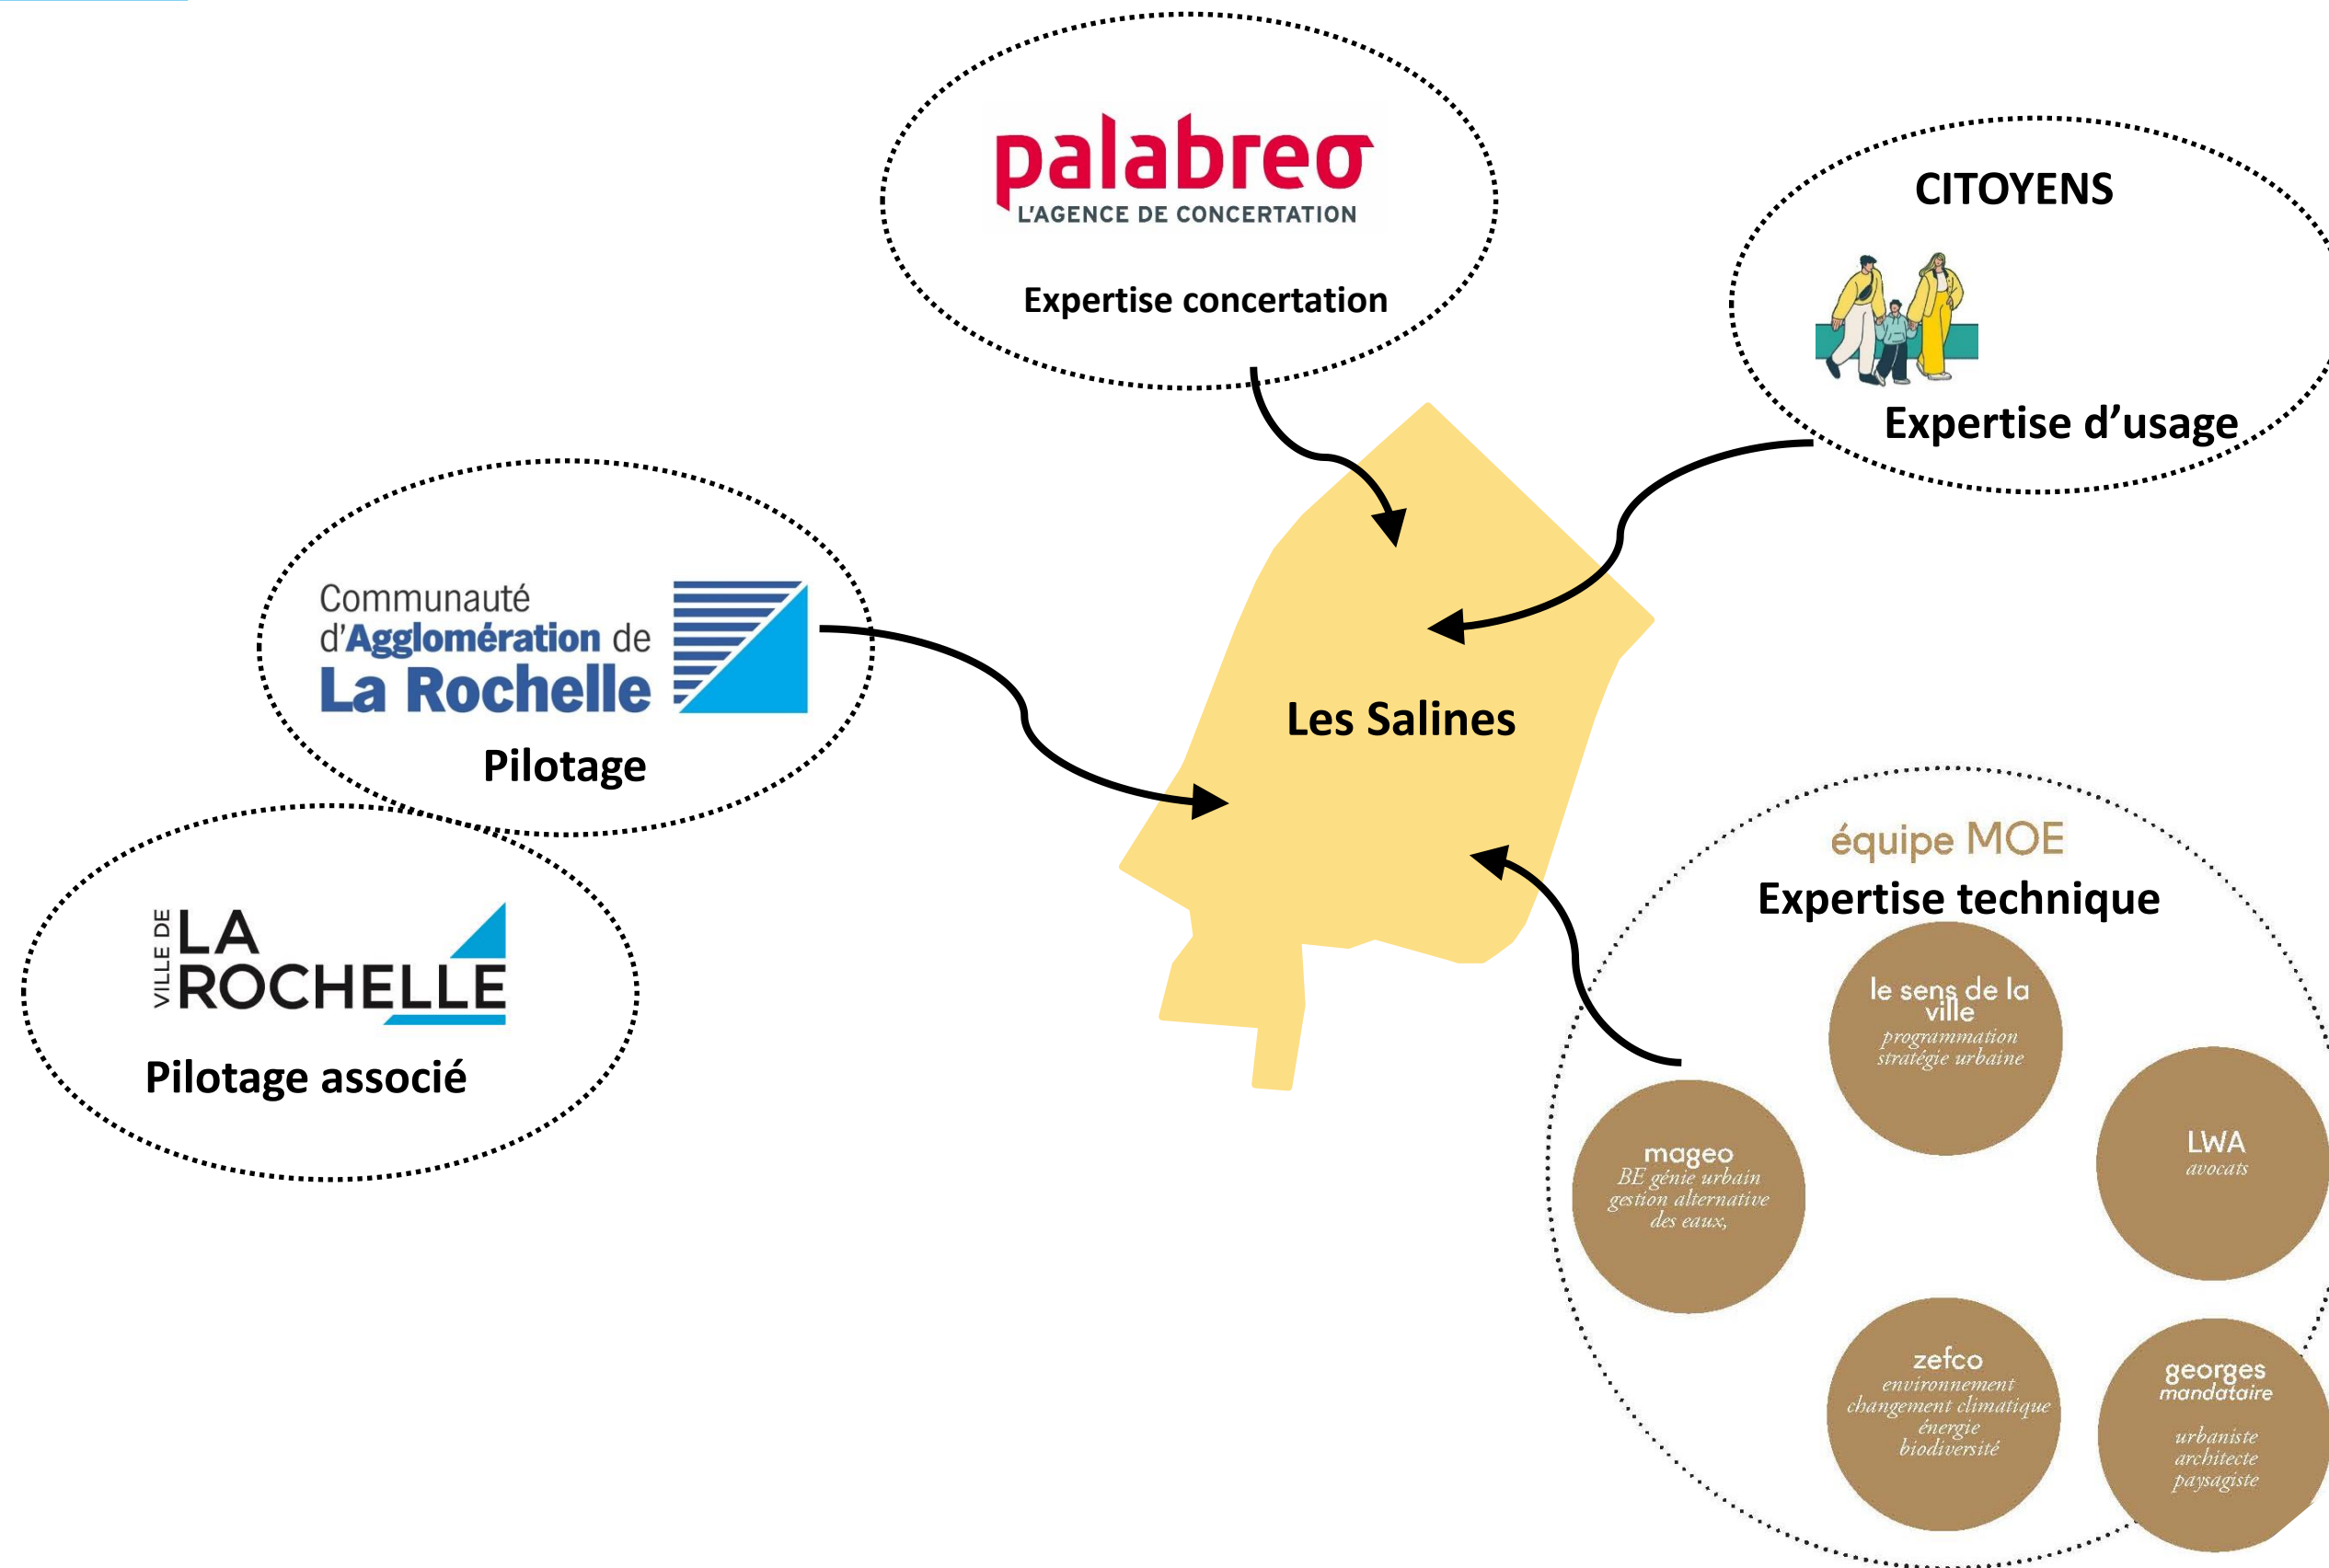 palabreo
L'AGENCE DE CONCERTATION
Expertise concertation
CITOYENS
Expertise d’usage
Communauté
d'Agglomération de
La Rochelle
Pilotage
VILLE DE
LA
ROCHELLE
Pilotage associé
Les Salines
équipe MOE
Expertise technique
le sens de la
ville
programmation
stratégie urbaine
mageo
BE génie urbain
gestion alternative
des eaux,
LWA
avocats
zefco
environnement
changement climatique
énergie
biodiversité
georges
mandataire
urbaniste
architecte
paysagiste